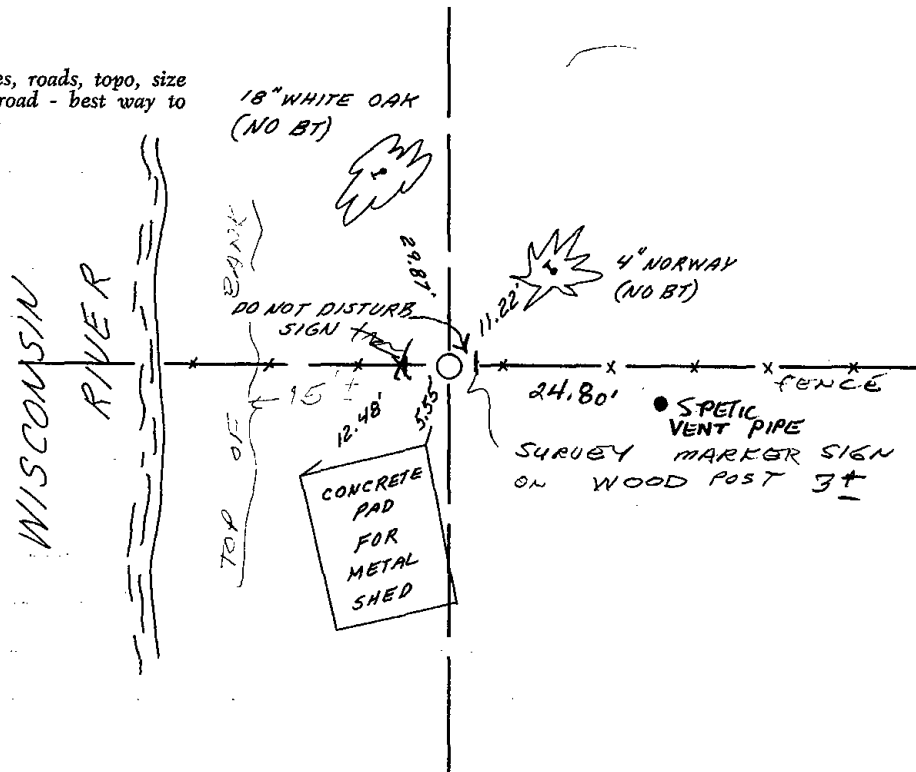 es, roads, topo, size
road - best way to
18" WHITE OAK
(NO BT)
29.87'
4" NORWAY
(NO BT)
11.22'
WISCONSIN
RIVER
TOP OF BANK
DO NOT DISTURB
SIGN
15'±
12.48'
5.55'
24.80'
FENCE
SPETIC
VENT PIPE
SURVEY MARKER SIGN
ON WOOD POST 3±
CONCRETE
PAD
FOR
METAL
SHED